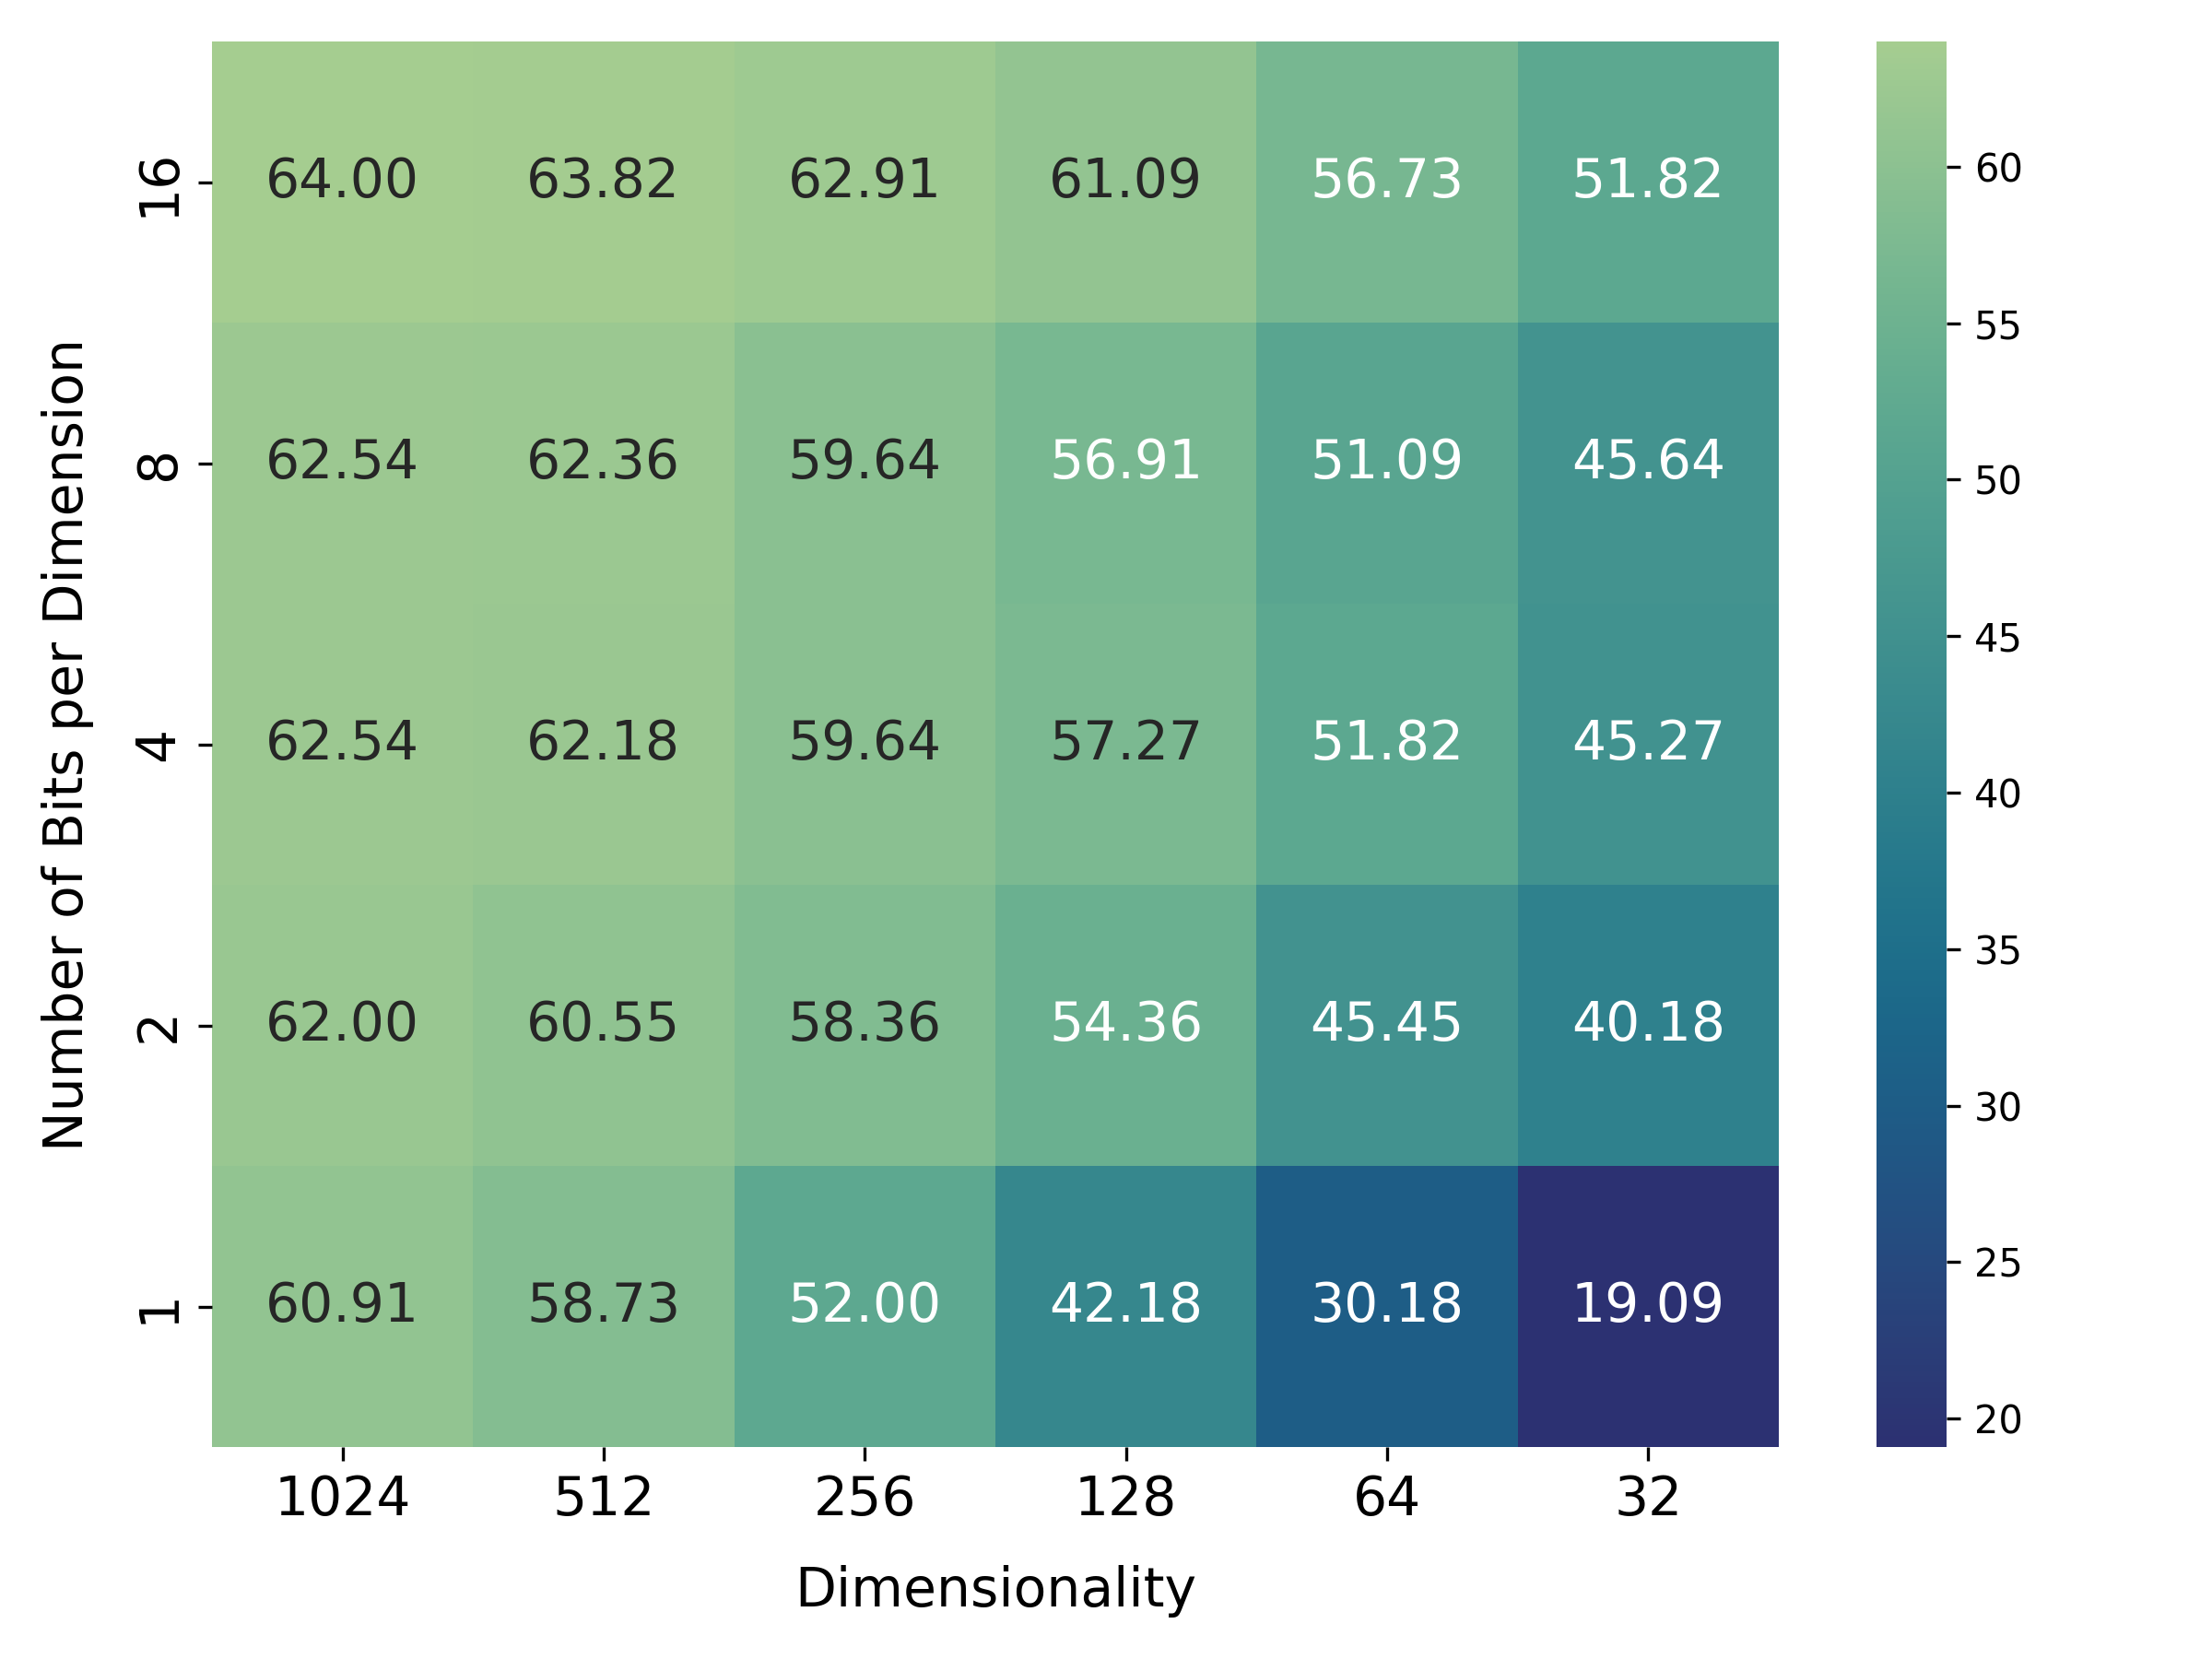 Number of Bits per Dimension
16 64.00 63.82 62.91 61.09 56.73 51.82
8 62.54 62.36 59.64 56.91 51.09 45.64
4 62.54 62.18 59.64 57.27 51.82 45.27
2 62.00 60.55 58.36 54.36 45.45 40.18
1 60.91 58.73 52.00 42.18 30.18 19.09
1024 512 256 128 64 32
Dimensionality
60
55
50
45
40
35
30
25
20